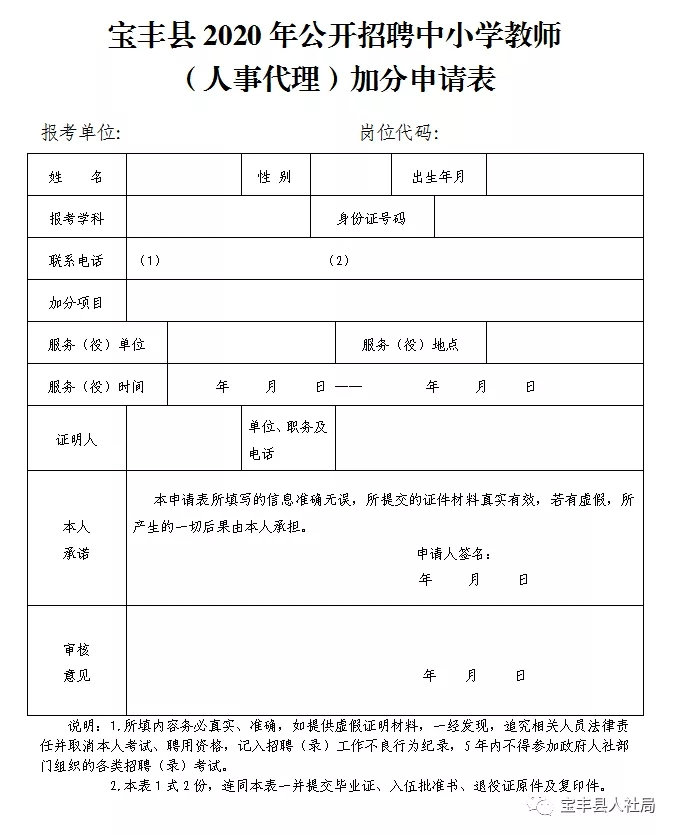 宝丰县 2020 年公开招聘中小学教师
（人事代理）加分申请表
报考单位: 岗位代码:
姓 名 性 别 出生年月
报考学科 身份证号码
联系电话 (1) (2)
加分项目
服务（役）单位 服务（役）地点
服务（役）时间 年 月 日 —— 年 月 日
证明人 单位、职务及
电话
本申请表所填写的信息准确无误，所提交的证件材料真实有效，若有虚假，所
产生的一切后果由本人承担。
本人
承诺
申请人签名：
年 月 日
审核
意见
年 月 日
说明：1.所填内容务必真实、准确，如提供虚假证明材料，一经发现，追究相关人员法律责
任并取消本人考试、聘用资格，记入招聘（录）工作不良行为纪录，5 年内不得参加政府人社部
门组织的各类招聘（录）考试。
2.本表 1 式 2 份，连同本表一并提交毕业证、入伍批准书、退役证原件及复印件。
宝丰县人社局